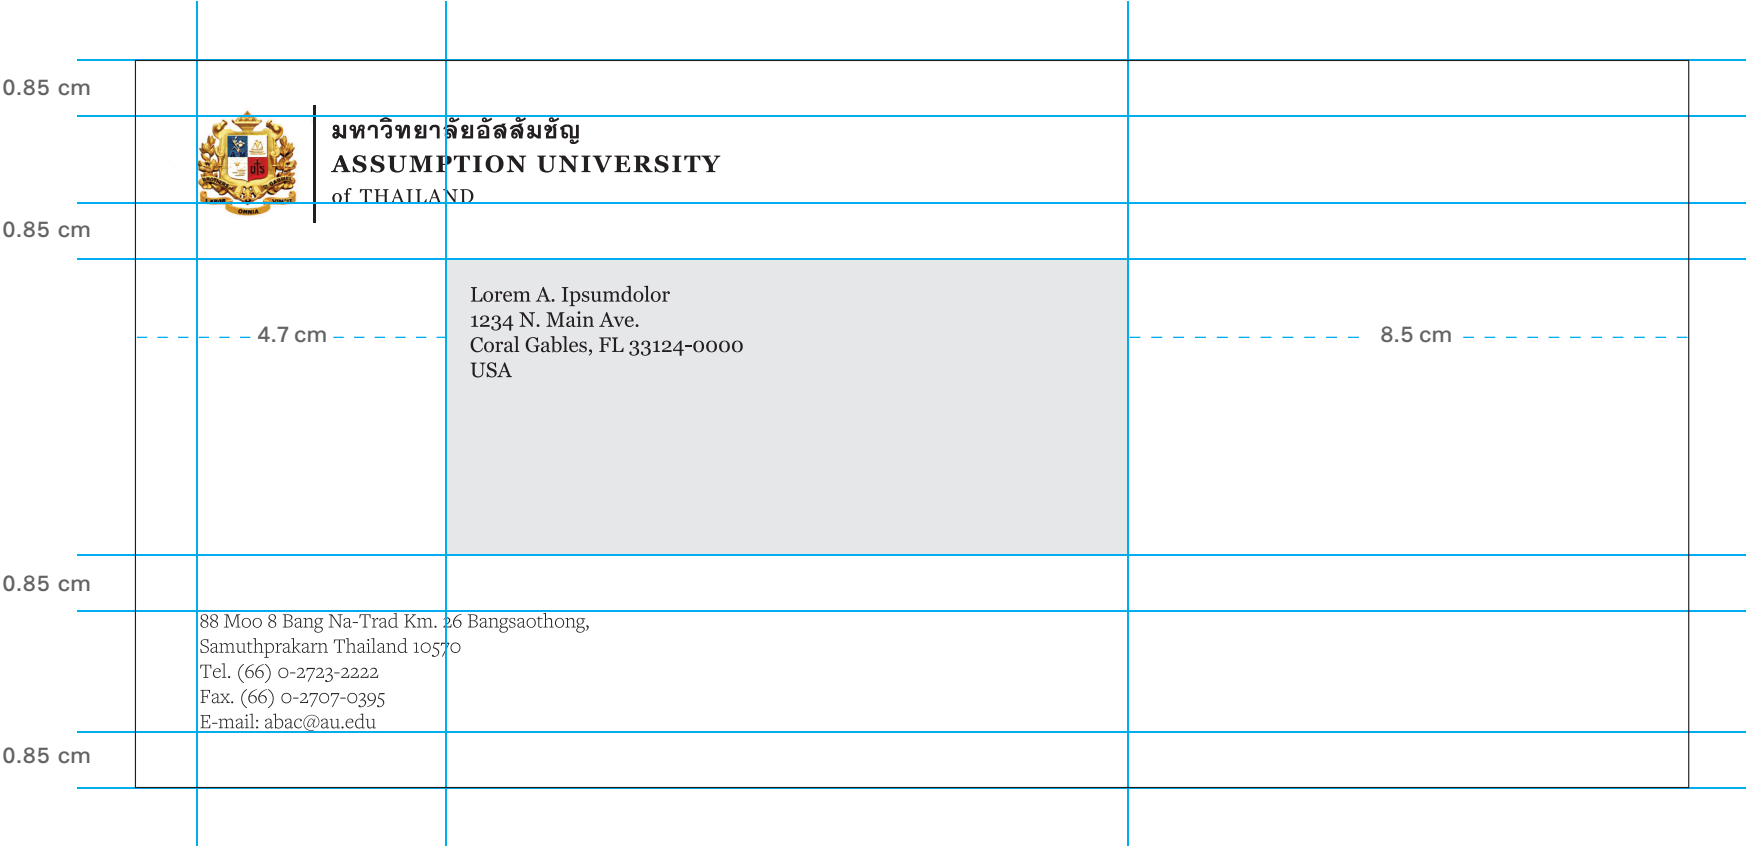 0.85 cm
มหาวิทยาลัยอัสสัมชัญ
ASSUMPTION UNIVERSITY
of THAILAND
LABOR OMNIA VINCIT
0.85 cm
Lorem A. Ipsumdolor
1234 N. Main Ave.
Coral Gables, FL 33124-0000
USA
4.7 cm
8.5 cm
0.85 cm
88 Moo 8 Bang Na-Trad Km. 26 Bangsaothong,
Samuthprakarn Thailand 10570
Tel. (66) 0-2723-2222
Fax. (66) 0-2707-0395
E-mail: abac@au.edu
0.85 cm